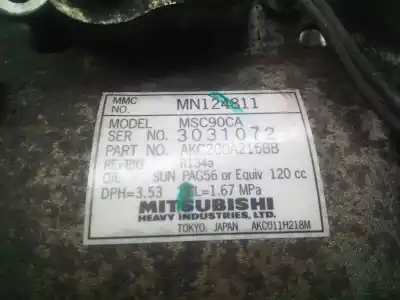 MMC NO. MN124811
MODEL MSC90CA
SER NO. 3031072
PART NO. AKC200A215BB
REFRIG R134a
OIL SUN PAG56 or Equiv 120 cc
DPH=3.53 PL=1.67 MPa
MITSUBISHI
HEAVY INDUSTRIES, LTD.
TOKYO, JAPAN AKC011H218M